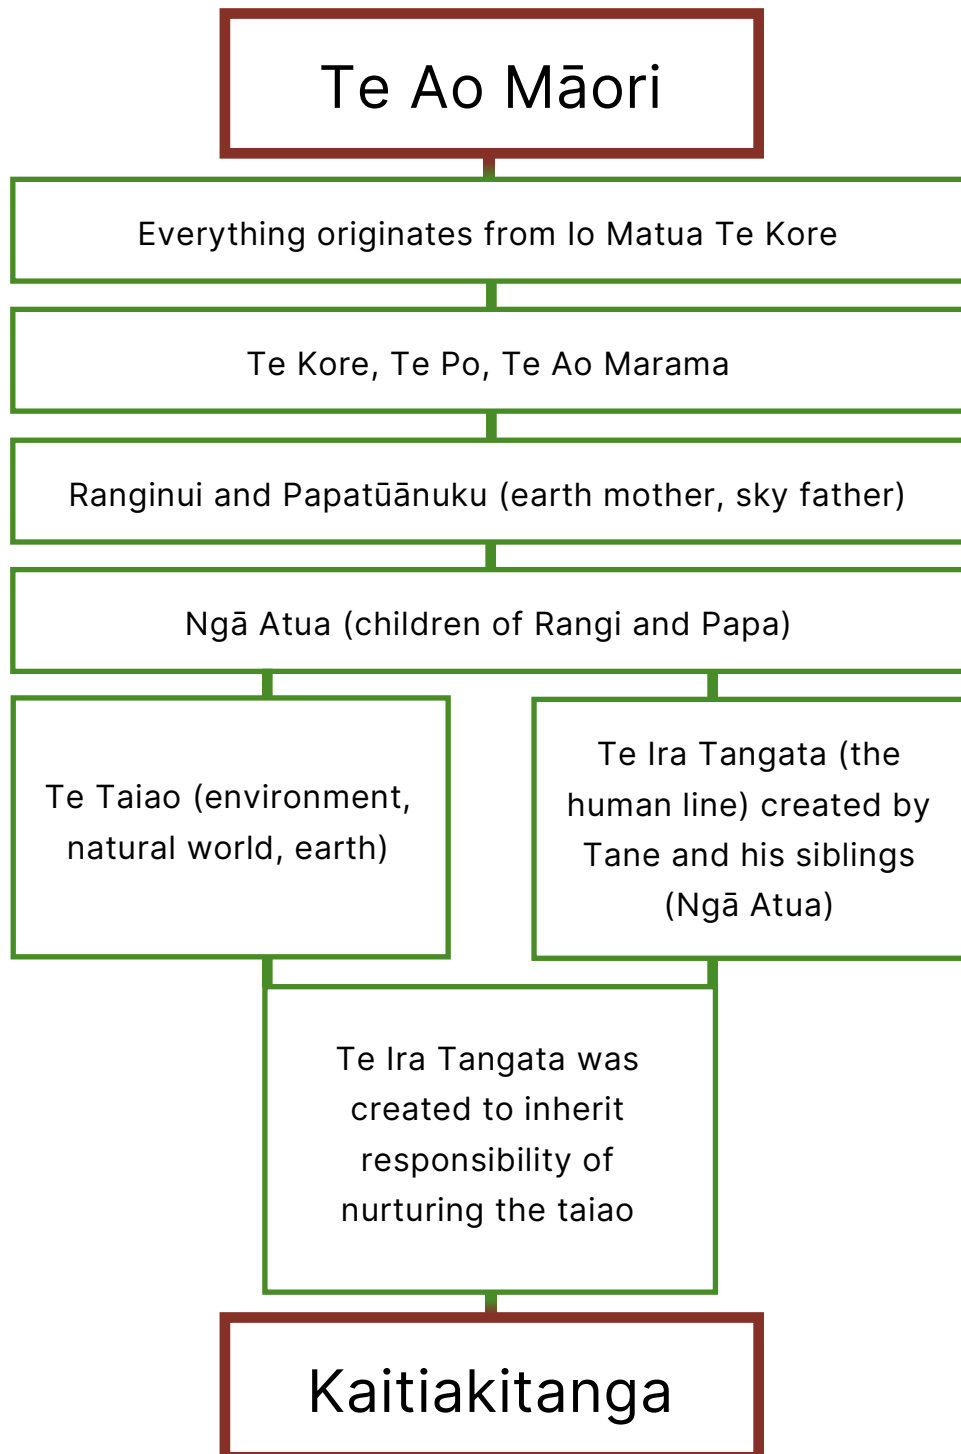 Te Ao Māori
Everything originates from Io Matua Te Kore
Te Kore, Te Po, Te Ao Marama
Ranginui and Papatūānuku (earth mother, sky father)
Ngā Atua (children of Rangi and Papa)
Te Taiao (environment,
natural world, earth)
Te Ira Tangata (the
human line) created by
Tane and his siblings
(Ngā Atua)
Te Ira Tangata was
created to inherit
responsibility of
nurturing the taiao
Kaitiakitanga